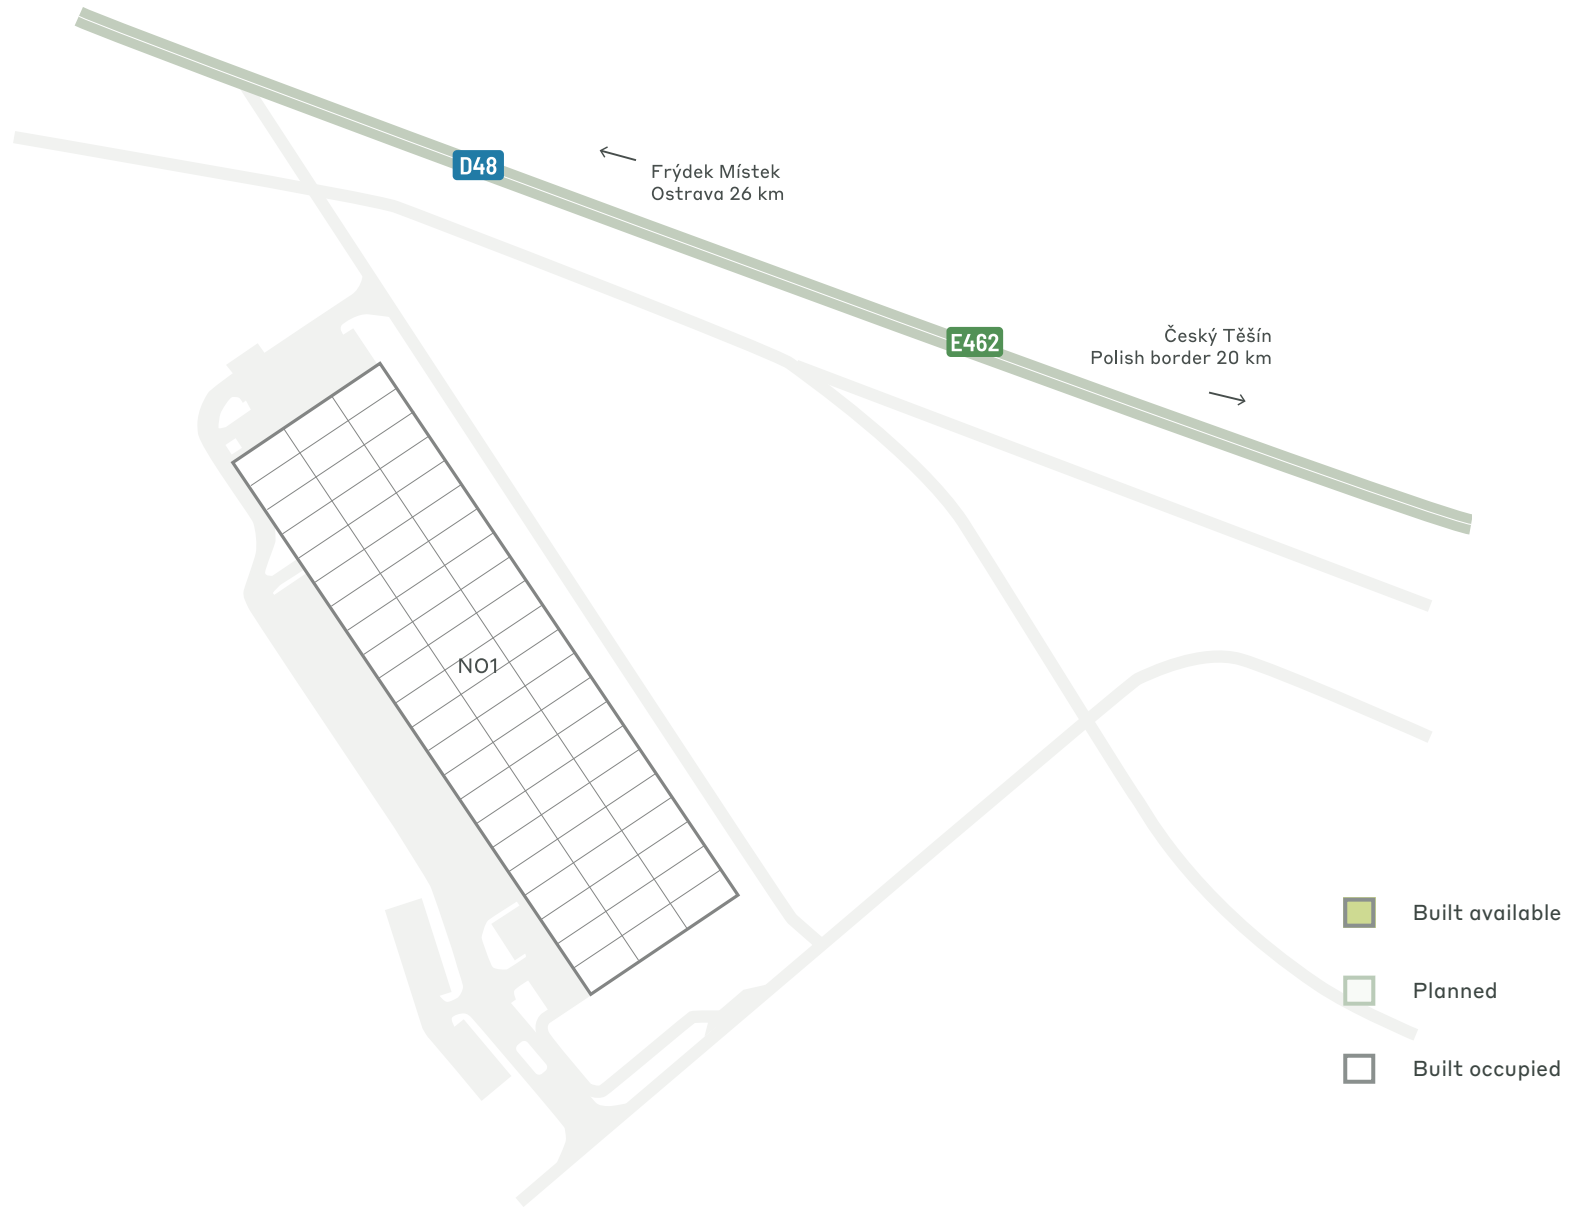 D48
Frýdek Místek
Ostrava 26 km
E462
Český Těšín
Polish border 20 km
NO1
Built available
Planned
Built occupied